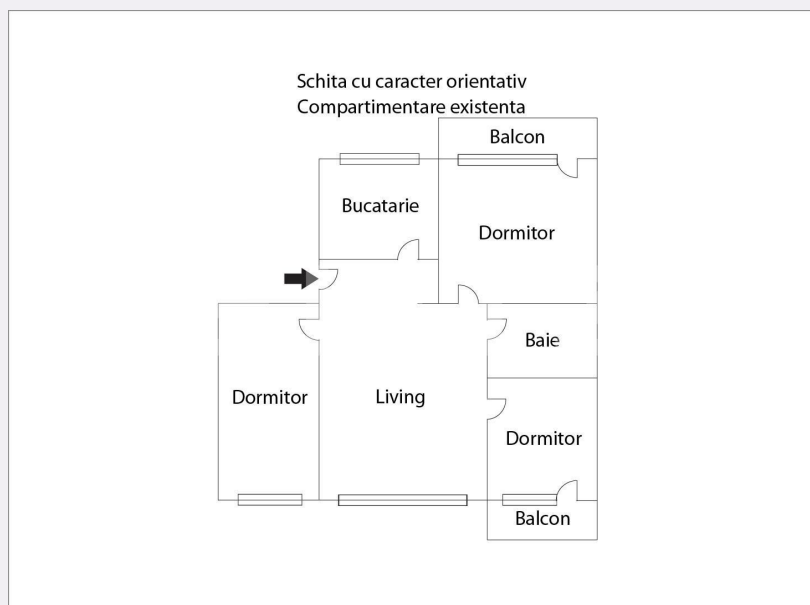 Schita cu caracter orientativ
Compartimentare existenta
Balcon
Bucatarie
Dormitor
Baie
Dormitor
Living
Dormitor
Balcon